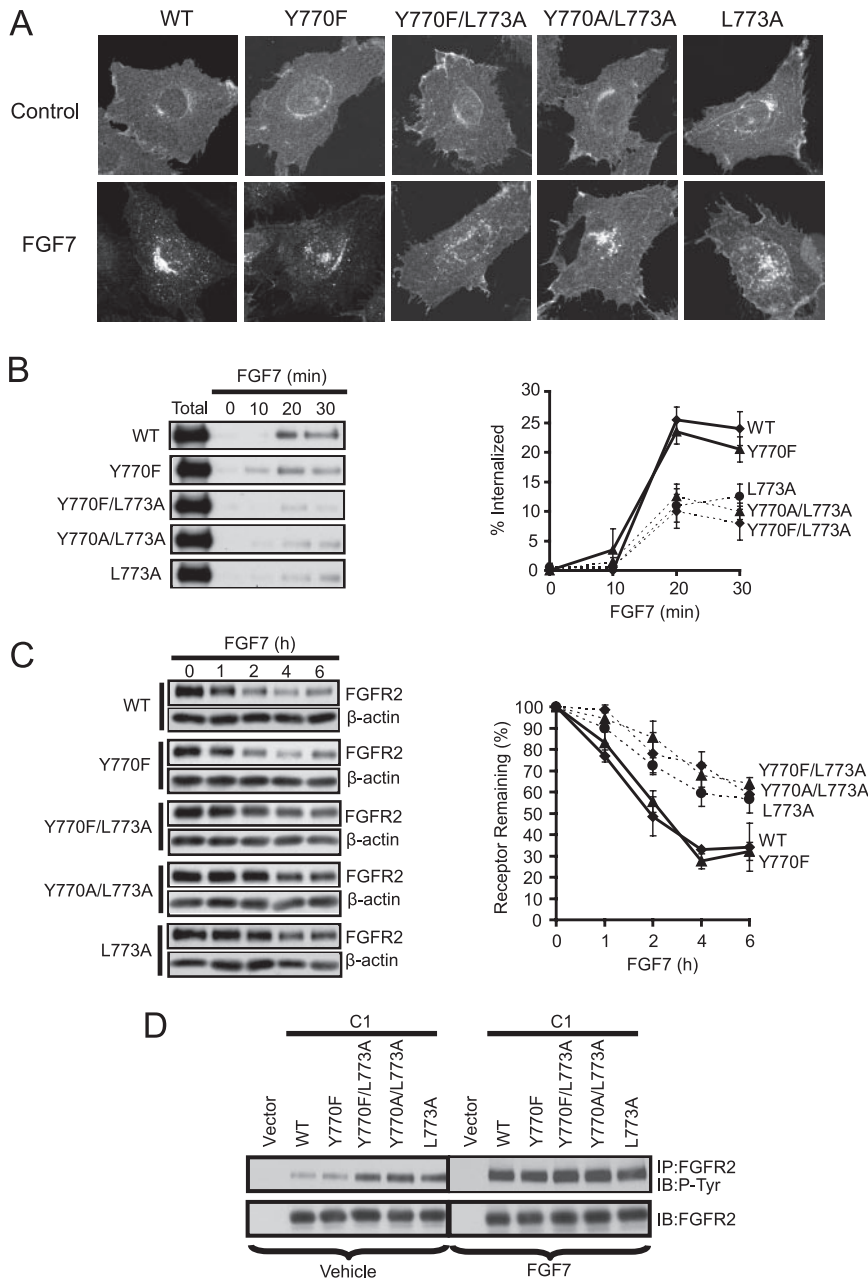 A
WT Y770F Y770F/L773A Y770A/L773A L773A
Control
FGF7
B
FGF7 (min)
Total 0 10 20 30
WT
Y770F
Y770F/L773A
Y770A/L773A
L773A
% Internalized
30
25
20
15
10
5
0
0 10 20 30
FGF7 (min)
WT
Y770F
L773A
Y770A/L773A
Y770F/L773A
C
FGF7 (h)
0 1 2 4 6
WT FGFR2
β-actin
Y770F FGFR2
β-actin
Y770F/L773A FGFR2
β-actin
Y770A/L773A FGFR2
β-actin
L773A FGFR2
β-actin
Receptor Remaining (%)
100
90
80
70
60
50
40
30
20
10
0
0 1 2 4 6
FGF7 (h)
Y770F/L773A
Y770A/L773A
L773A
WT
Y770F
D
C1 C1
Vector WT Y770F Y770F/L773A Y770A/L773A L773A Vector WT Y770F Y770F/L773A Y770A/L773A L773A
IP:FGFR2
IB:P-Tyr
IB:FGFR2
Vehicle FGF7